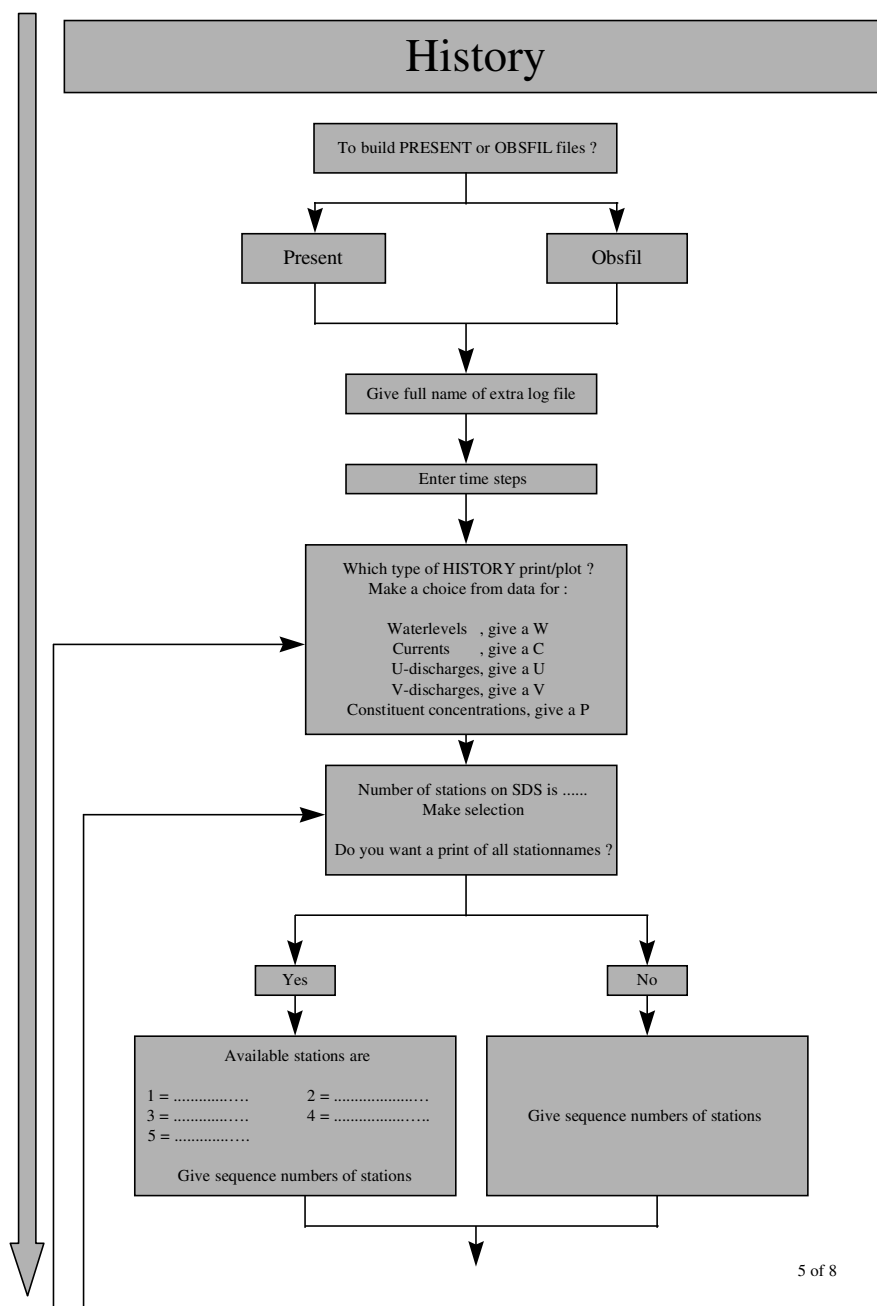 History
To build PRESENT or OBSFIL files ?
Present
Obsfil
Give full name of extra log file
Enter time steps
Which type of HISTORY print/plot ?
Make a choice from data for :
Waterlevels , give a W
Currents , give a C
U-discharges, give a U
V-discharges, give a V
Constituent concentrations, give a P
Number of stations on SDS is ......
Make selection
Do you want a print of all stationnames ?
Yes
No
Available stations are
1 = .............…. 2 = ....................…
3 = .............…. 4 = ..................…..
5 = .............….
Give sequence numbers of stations
Give sequence numbers of stations
5 of 8